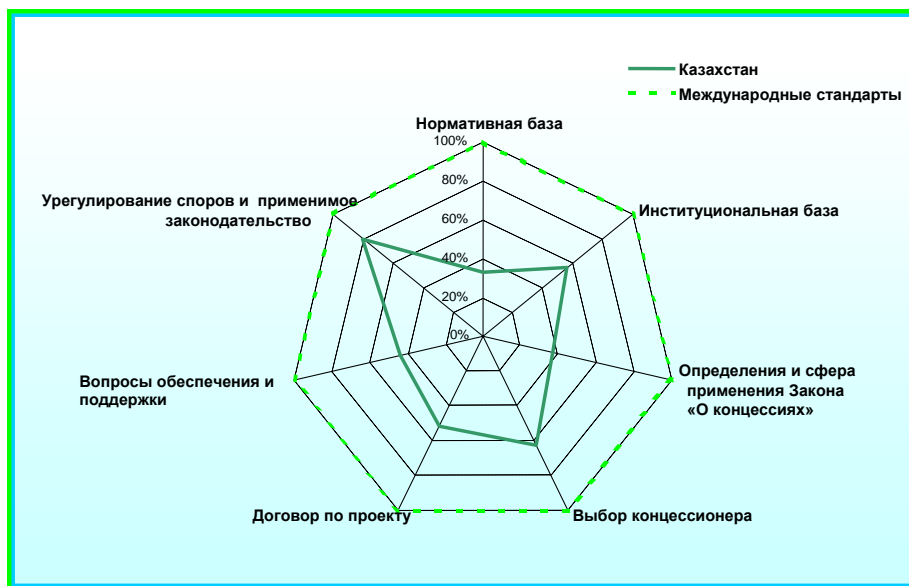 Казахстан
Международные стандарты
Нормативная база
100%
80%
60%
40%
20%
0%
Урегулирование споров и применимое
законодательство
Институциональная база
Определения и сфера
применения Закона
«О концессиях»
Вопросы обеспечения и
поддержки
Договор по проекту
Выбор концессионера